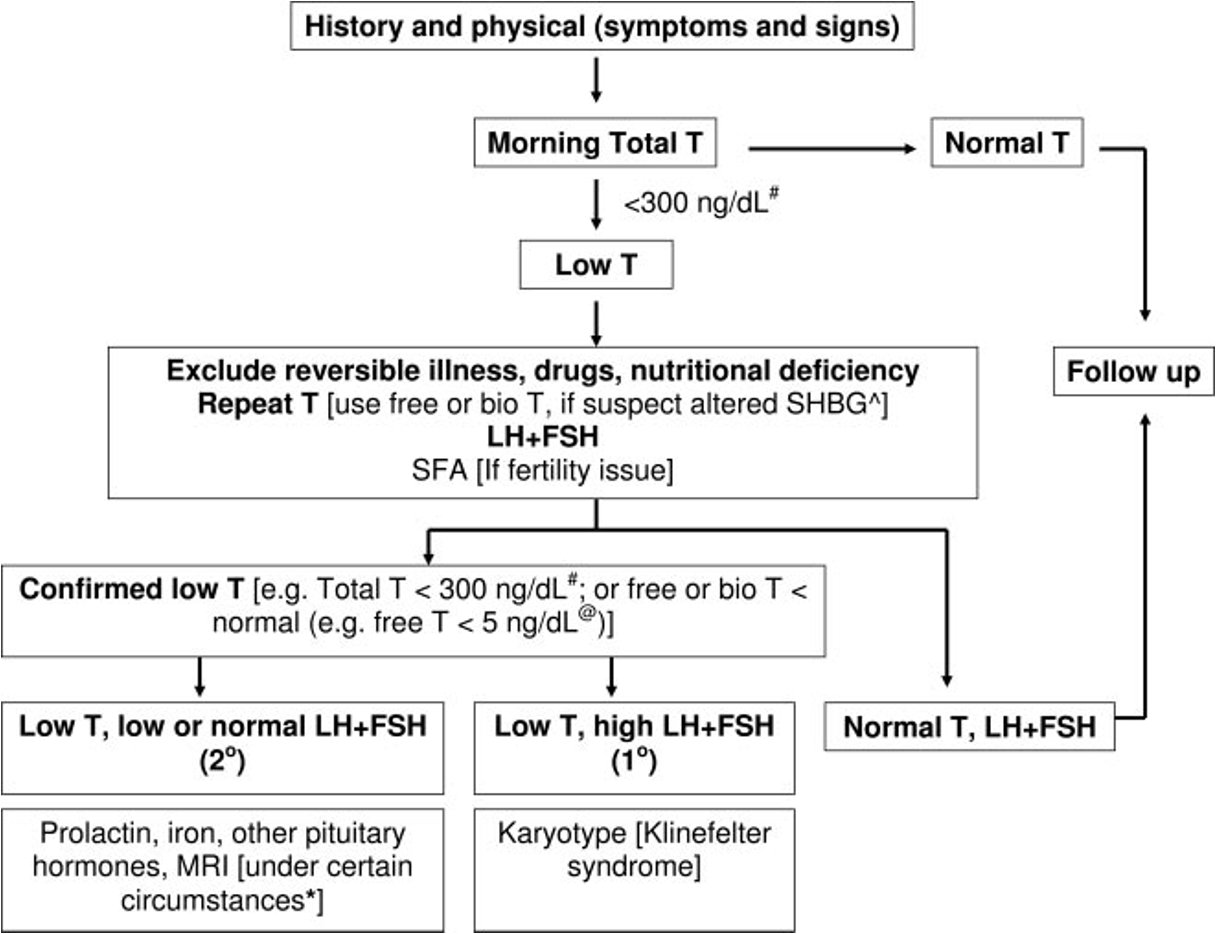 History and physical (symptoms and signs)
Morning Total T
Normal T
<300 ng/dL#
Low T
Exclude reversible illness, drugs, nutritional deficiency
Repeat T [use free or bio T, if suspect altered SHBG^]
LH+FSH
SFA [If fertility issue]
Follow up
Confirmed low T [e.g. Total T < 300 ng/dL#; or free or bio T <
normal (e.g. free T < 5 ng/dL@)]
Low T, low or normal LH+FSH
(2º)
Low T, high LH+FSH
(1º)
Normal T, LH+FSH
Prolactin, iron, other pituitary
hormones, MRI [under certain
circumstances*]
Karyotype [Klinefelter
syndrome]